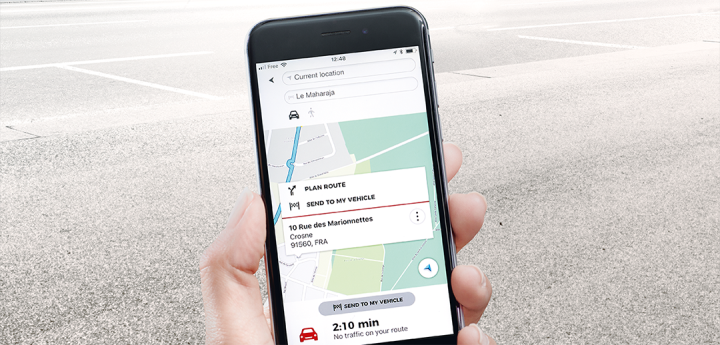 Free
12:48
Current location
Le Maharaja
PLAN ROUTE
SEND TO MY VEHICLE
10 Rue des Marionnettes
Crosne
91560, FRA
SEND TO MY VEHICLE
2:10 min
No traffic on your route